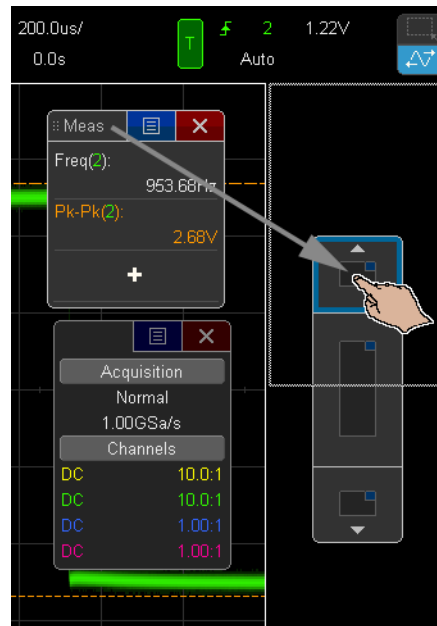 200.0us/ T 2 1.22V
0.0s Auto
Meas
Freq(2):
953.68Hz
Pk-Pk(2):
2.68V
+
Acquisition
Normal
1.00GSa/s
Channels
DC 10.0:1
DC 10.0:1
DC 1.00:1
DC 1.00:1